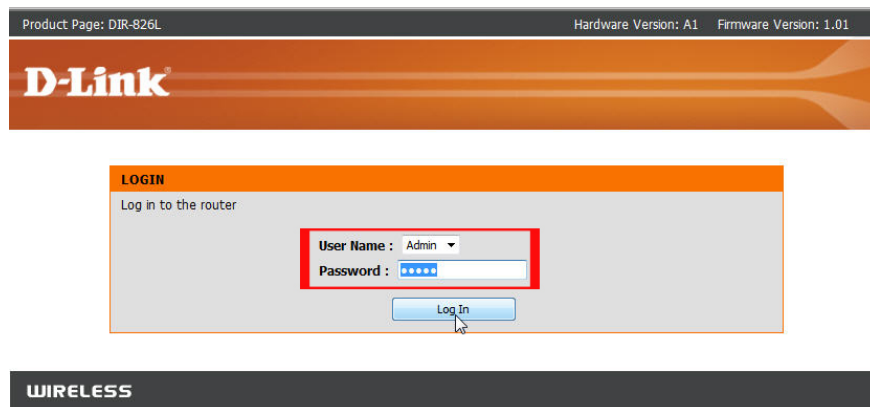 Product Page: DIR-826L Hardware Version: A1 Firmware Version: 1.01
D-Link®
LOGIN
Log in to the router
User Name : Admin
Password : •••••
Log In
WIRELESS